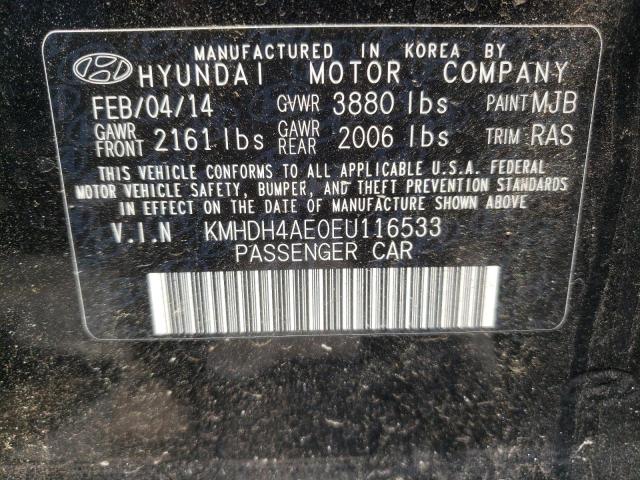 MANUFACTURED IN KOREA BY
HYUNDAI MOTOR COMPANY
FEB/04/14 GVWR 3880 lbs PAINT MJB
GAWR FRONT 2161 lbs GAWR REAR 2006 lbs TRIM RAS
THIS VEHICLE CONFORMS TO ALL APPLICABLE U.S.A. FEDERAL
MOTOR VEHICLE SAFETY, BUMPER, AND THEFT PREVENTION STANDARDS
IN EFFECT ON THE DATE OF MANUFACTURE SHOWN ABOVE
V.I.N KMHDH4AE0EU116533
PASSENGER CAR